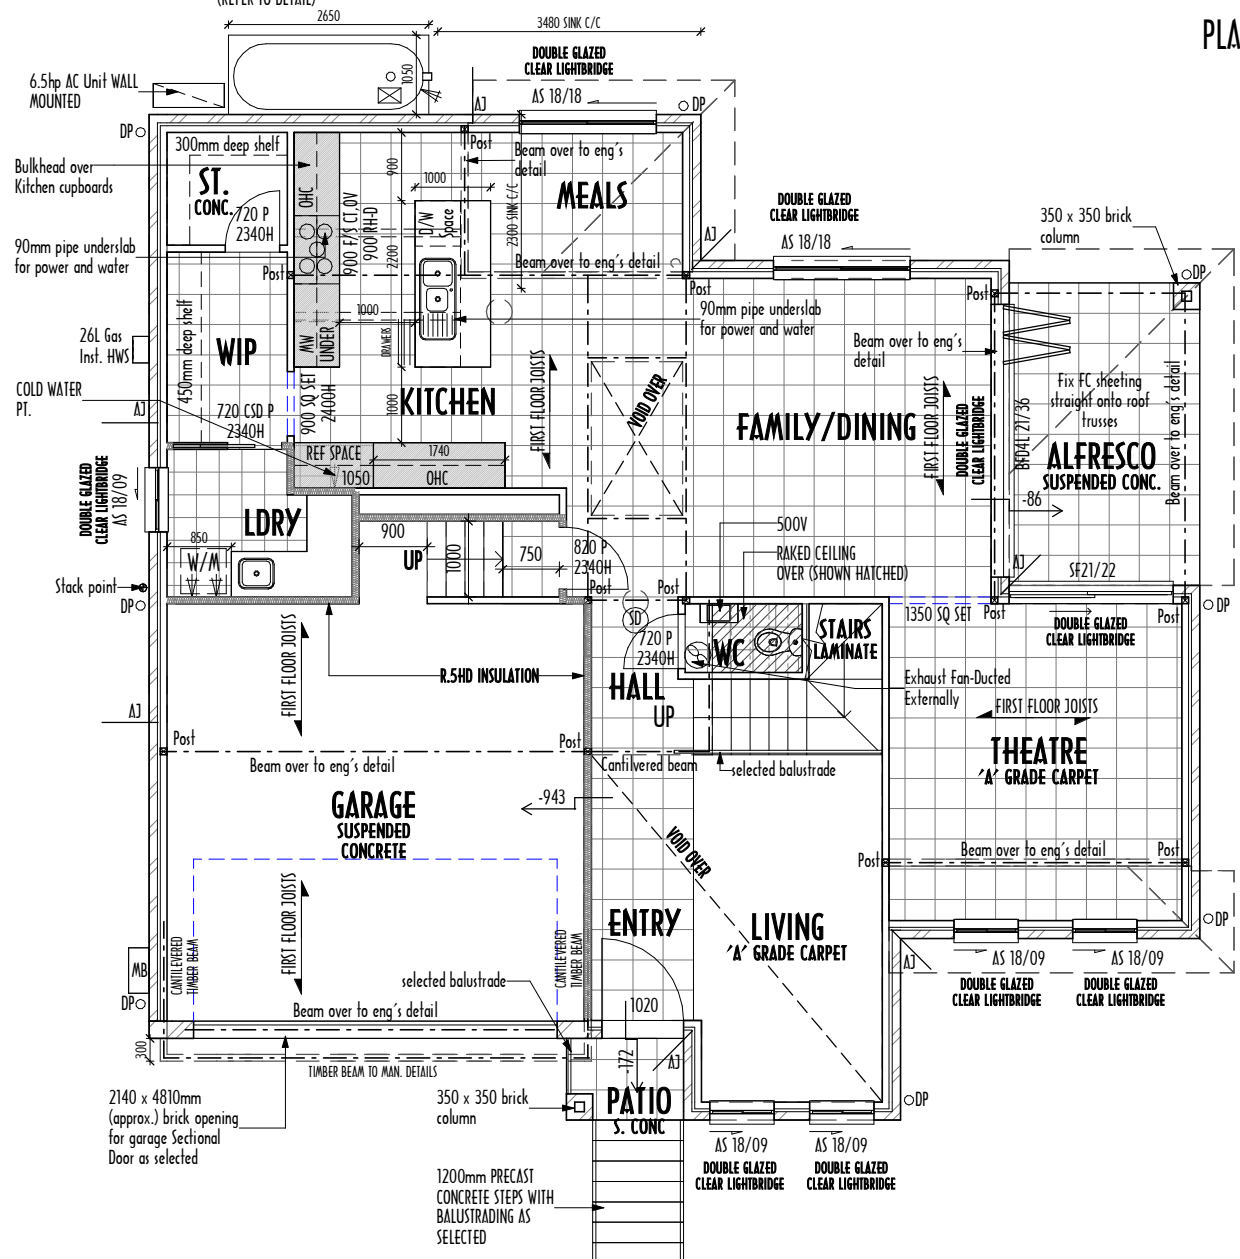 (REFER TO DETAIL)
2650
3480 SINK C/C
PLA
DOUBLE GLAZED
CLEAR LIGHTBRIDGE
AS 18/18
6.5hp AC Unit WALL
MOUNTED
1050
AJ
DP
DP
300mm deep shelf
Post
Beam over to eng's
detail
Bulkhead over
Kitchen cupboards
ST.
CONC.
720 P
2340H
OHC
900 F/S CT OV
900 RH-D
900
1000
2200
D/W
Space
2300 SINK C/C
MEALS
DOUBLE GLAZED
CLEAR LIGHTBRIDGE
AS 18/18
AJ
350 x 350 brick
column
DP
90mm pipe underslab
for power and water
Post
Beam over to eng's detail
Post
Post
90mm pipe underslab
for power and water
26L Gas
Inst. HWS
450mm deep shelf
WIP
MW
UNDER
1000
DRAWERS
Beam over to eng's
detail
COLD WATER
PT.
AJ
720 CSD P
2340H
900 SQ SET
2400H
1000
KITCHEN
FIRST FLOOR JOISTS
VOID OVER
FAMILY/DINING
FIRST FLOOR JOISTS
DOUBLE GLAZED
CLEAR LIGHTBRIDGE
BFD4L 21/36
Fix FC sheeting
straight onto roof
trusses
ALFRESCO
SUSPENDED CONC.
Beam over to eng's detail
-86
REF SPACE
1740
1050
OHC
DOUBLE GLAZED
CLEAR LIGHTBRIDGE
AS 18/09
LDRY
850
W/M
900
UP
1000
750
820 P
2340H
500V
RAKED CEILING
OVER (SHOWN HATCHED)
AJ
SF21/22
Stack point
DP
Post
Post
SD
720 P
2340H
WC
STAIRS
LAMINATE
1350 SQ SET
Post
DOUBLE GLAZED
CLEAR LIGHTBRIDGE
Post
DP
FIRST FLOOR JOISTS
R.5HD INSULATION
HALL
UP
Exhaust Fan-Ducted
Externally
FIRST FLOOR JOISTS
AJ
Post
Post
Beam over to eng's detail
Cantilvered beam
selected balustrade
THEATRE
'A' GRADE CARPET
GARAGE
SUSPENDED
CONCRETE
-943
VOID OVER
Post
Beam over to eng's detail
Post
FIRST FLOOR JOISTS
CANTILEVERED
TIMBER BEAM
CANTILEVERED
TIMBER BEAM
ENTRY
LIVING
'A' GRADE CARPET
DP
MB
DP
selected balustrade
AJ
AS 18/09
AS 18/09
DOUBLE GLAZED
CLEAR LIGHTBRIDGE
DOUBLE GLAZED
CLEAR LIGHTBRIDGE
Beam over to eng's detail
1020
300
TIMBER BEAM TO MAN. DETAILS
-172
AJ
2140 x 4810mm
(approx.) brick opening
for garage Sectional
Door as selected
350 x 350 brick
column
PATIO
S. CONC
DP
AS 18/09
AS 18/09
DOUBLE GLAZED
CLEAR LIGHTBRIDGE
DOUBLE GLAZED
CLEAR LIGHTBRIDGE
1200mm PRECAST
CONCRETE STEPS WITH
BALUSTRADING AS
SELECTED